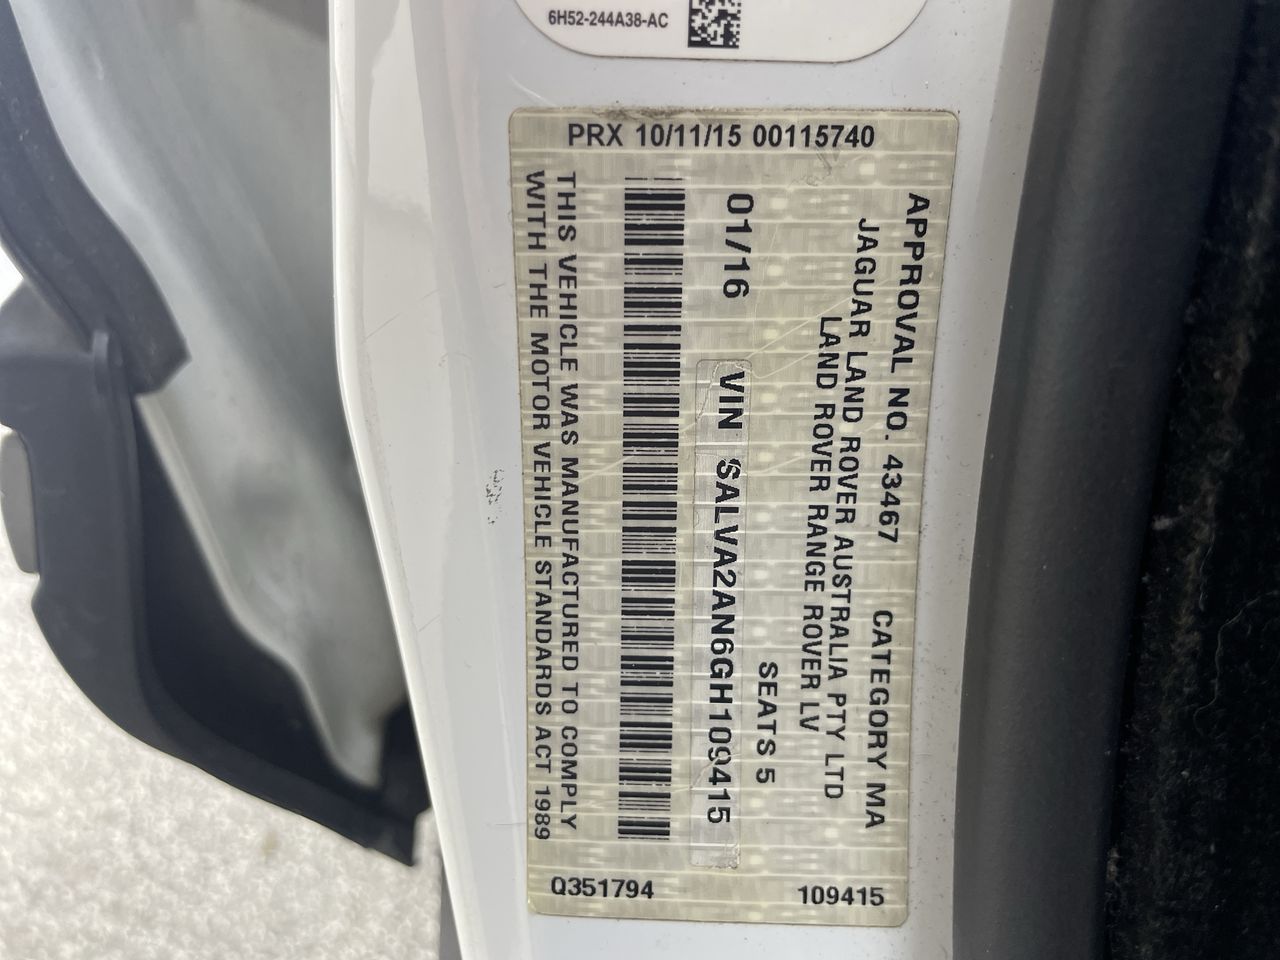 6H52-244A38-AC
PRX 10/11/15 00115740
APPROVAL NO. 43467 CATEGORY MA
JAGUAR LAND ROVER AUSTRALIA PTY LTD
LAND ROVER RANGE ROVER LV
SEATS 5
01/16 VIN SALVA2AN6GH109415
THIS VEHICLE WAS MANUFACTURED TO COMPLY
WITH THE MOTOR VEHICLE STANDARDS ACT 1989
Q351794
109415